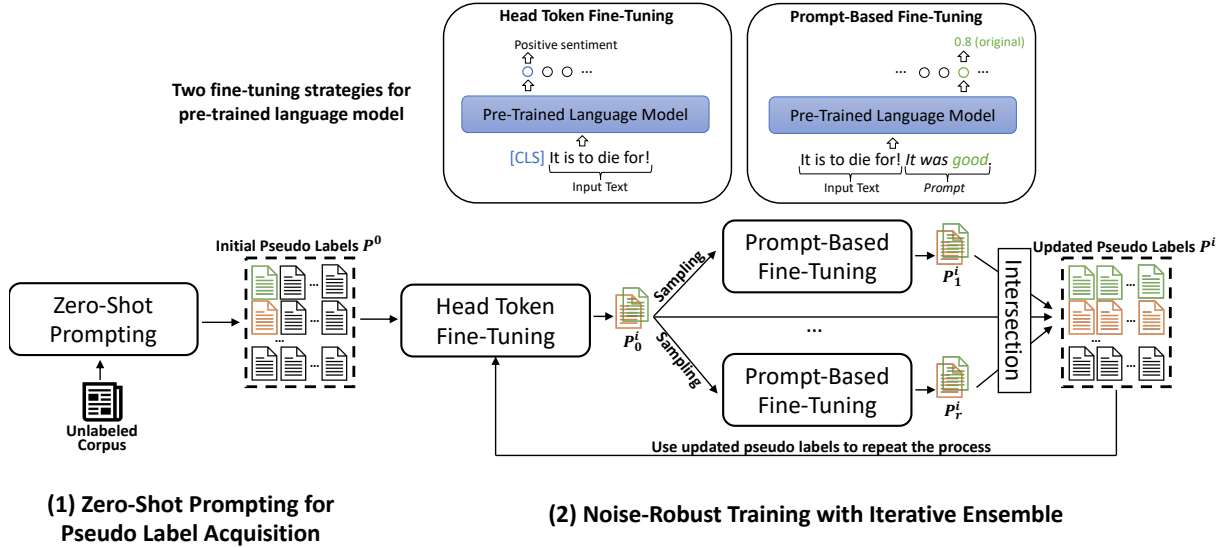 Head Token Fine-Tuning
Positive sentiment
...
Pre-Trained Language Model
[CLS] It is to die for!
Input Text
Prompt-Based Fine-Tuning
0.8 (original)
... ...
Pre-Trained Language Model
It is to die for! It was good.
Input Text Prompt
Two fine-tuning strategies for
pre-trained language model
Zero-Shot
Prompting
Unlabeled
Corpus
Initial Pseudo Labels P⁰
...
...
...
...
Head Token
Fine-Tuning
P₀ⁱ
Sampling
Sampling
Prompt-Based
Fine-Tuning
P₁ⁱ
...
Prompt-Based
Fine-Tuning
Pᵣⁱ
Intersection
Updated Pseudo Labels Pⁱ
...
...
...
...
Use updated pseudo labels to repeat the process
(1) Zero-Shot Prompting for
Pseudo Label Acquisition
(2) Noise-Robust Training with Iterative Ensemble